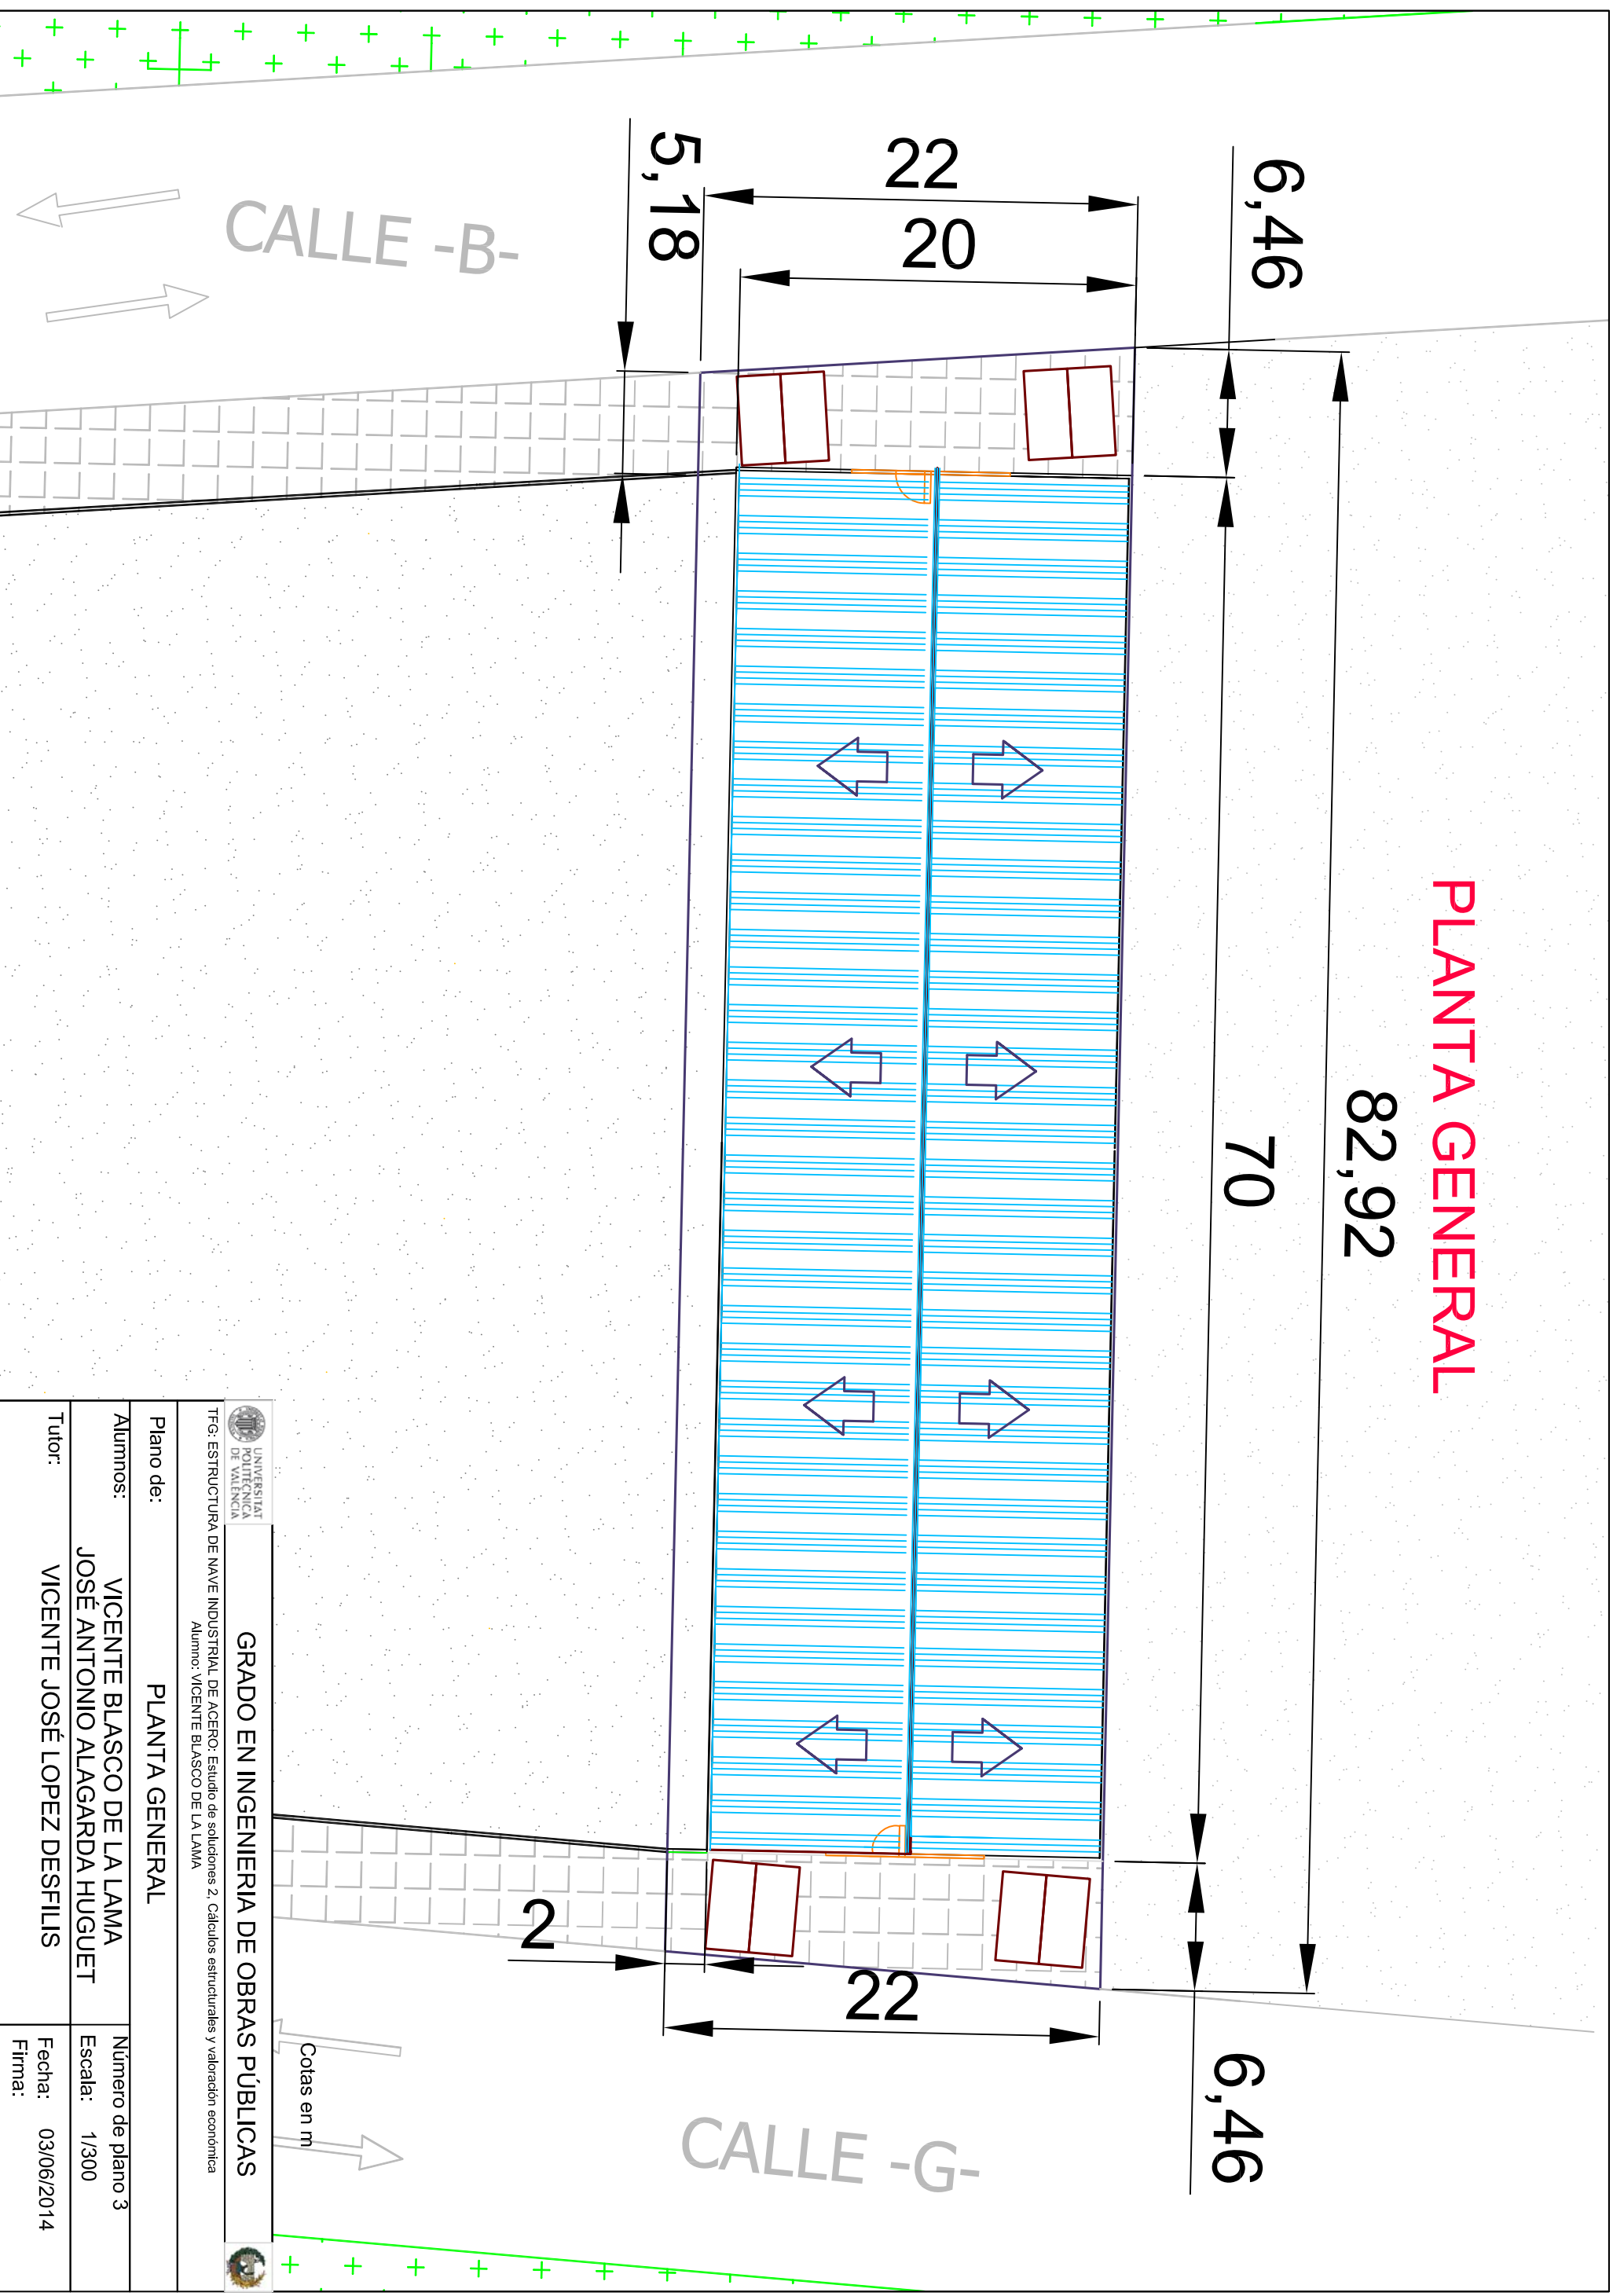 PLANTA GENERAL
82,92
70
6,46
6,46
22
20
5,18
22
2
CALLE -B-
CALLE -G-
Cotas en m
UNIVERSITAT
POLITÈCNICA
DE VALÈNCIA
GRADO EN INGENIERIA DE OBRAS PÚBLICAS
TFG: ESTRUCTURA DE NAVE INDUSTRIAL DE ACERO: Estudio de soluciones 2, Cálculos estructurales y valoración económica
Alumno: VICENTE BLASCO DE LA LAMA
Plano de:
PLANTA GENERAL
Número de plano 3
Alumnos:
VICENTE BLASCO DE LA LAMA
JOSÉ ANTONIO ALAGARDA HUGUET
Escala: 1/300
Tutor:
VICENTE JOSÉ LOPEZ DESFILIS
Fecha: 03/06/2014
Firma: